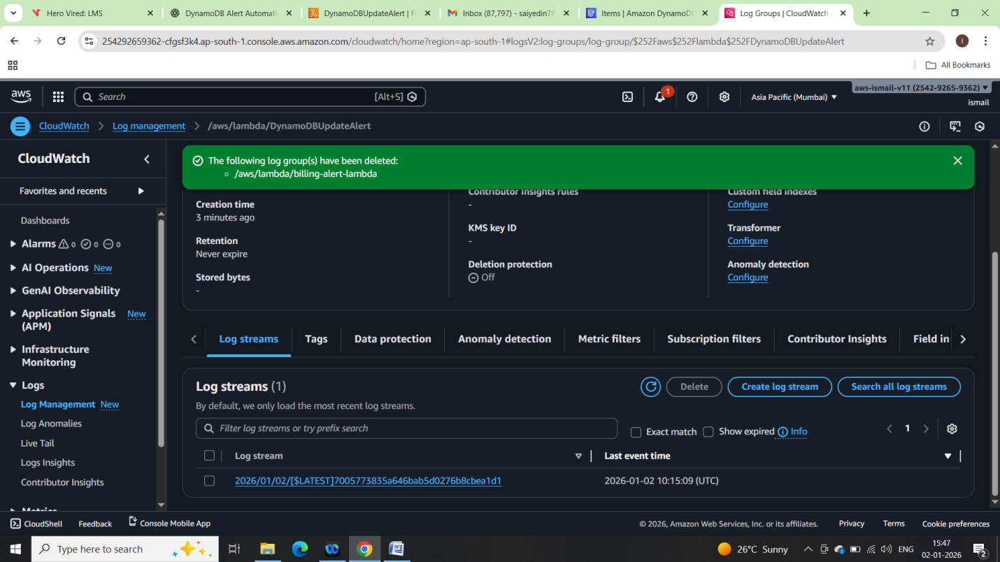 Hero Vired: LMS
DynamoDB Alert Automati
DynamoDBUpdateAlert | F
Inbox (87,797) - saiyedin78
Items | Amazon DynamoD
Log Groups | CloudWatch
254292659362-cfgsf3k4.ap-south-1.console.aws.amazon.com/cloudwatch/home?region=ap-south-1#logsV2:log-groups/log-group/$252Faws$252Flambda$252FDynamoDBUpdateAlert
I
All Bookmarks
aws
Search
[Alt+S]
1
Asia Pacific (Mumbai)
aws-ismail-v11 (2542-9265-9362)
ismail
CloudWatch
Log management
/aws/lambda/DynamoDBUpdateAlert
CloudWatch
The following log group(s) have been deleted:
/aws/lambda/billing-alert-lambda
Favorites and recents
Dashboards
Alarms 0 0 0
AI Operations New
GenAI Observability
Application Signals New
(APM)
Infrastructure
Monitoring
Logs
Log Management New
Log Anomalies
Live Tail
Logs Insights
Contributor Insights
Metrics
Creation time
3 minutes ago
Retention
Never expire
Stored bytes
-
Contributor Insights rules
-
KMS key ID
-
Deletion protection
Off
Custom field indexes
Configure
Transformer
Configure
Anomaly detection
Configure
Log streams
Tags
Data protection
Anomaly detection
Metric filters
Subscription filters
Contributor Insights
Field in
Log streams (1)
Delete
Create log stream
Search all log streams
By default, we only load the most recent log streams.
Filter log streams or try prefix search
Exact match
Show expired
Info
1
Log stream
Last event time
2026/01/02/[$LATEST]7005773835a646bab5d0276b8cbea1d1
2026-01-02 10:15:09 (UTC)
CloudShell
Feedback
Console Mobile App
© 2026, Amazon Web Services, Inc. or its affiliates.
Privacy
Terms
Cookie preferences
Type here to search
26°C Sunny
ENG
15:47
02-01-2026
2